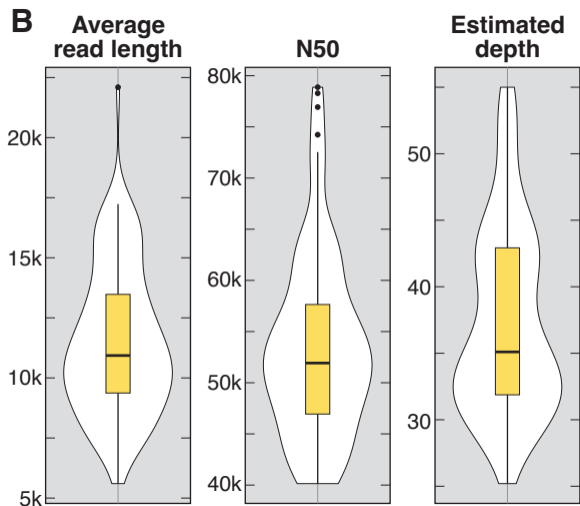 B
Average
read length
20k
15k
10k
5k
N50
80k
70k
60k
50k
40k
Estimated
depth
50
40
30